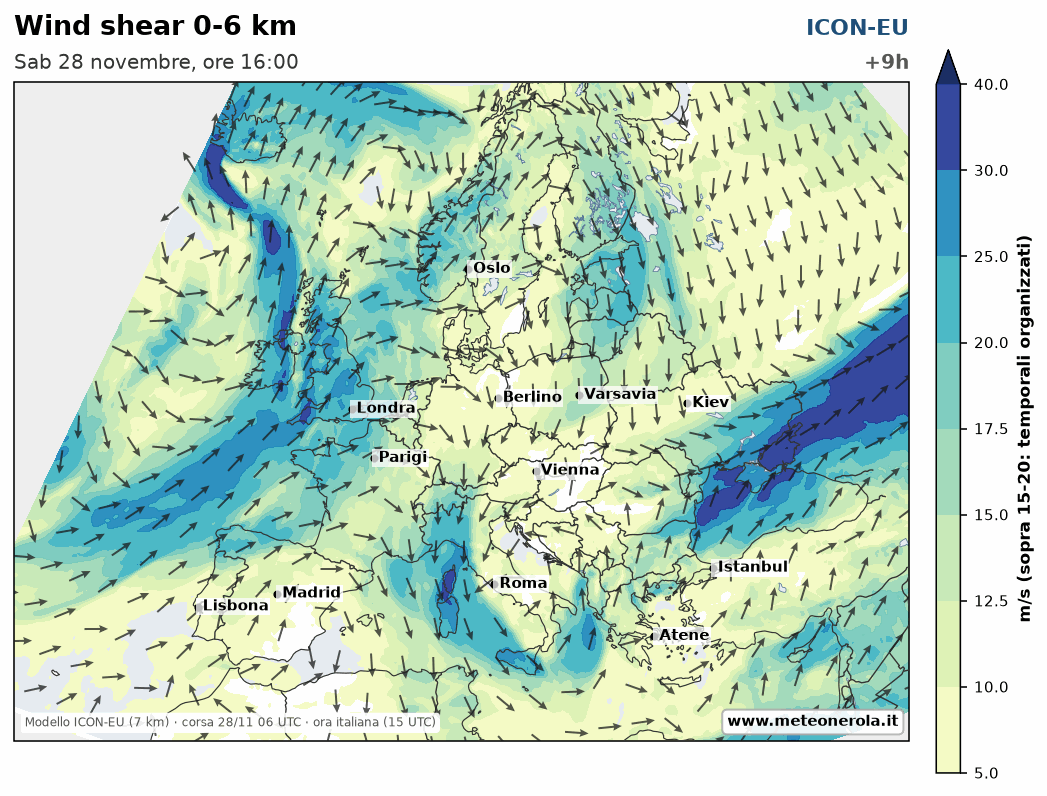 Wind shear 0-6 km
ICON-EU
Sab 28 novembre, ore 16:00
+9h
40.0
30.0
25.0
20.0
17.5
15.0
12.5
10.0
5.0
m/s (sopra 15-20: temporali organizzati)
Oslo
Berlino
Varsavia
Kiev
Londra
Parigi
Vienna
Istanbul
Roma
Madrid
Lisbona
Atene
Modello ICON-EU (7 km) · corsa 28/11 06 UTC · ora italiana (15 UTC)
www.meteonerola.it